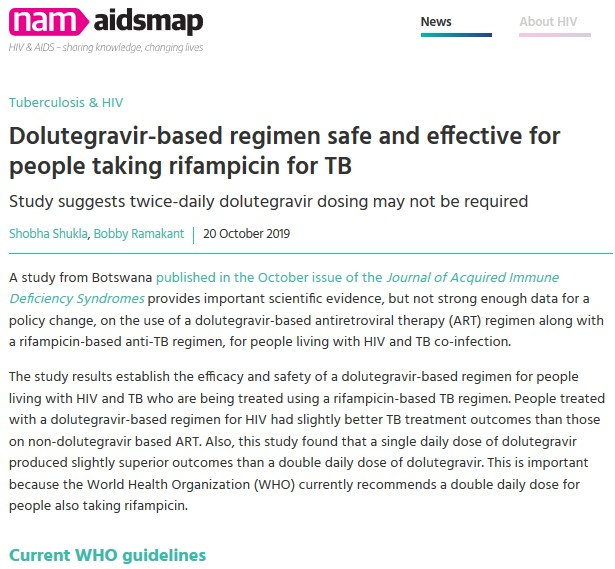 nam aidsmap
HIV & AIDS – sharing knowledge, changing lives
News
About HIV
Tuberculosis & HIV
Dolutegravir-based regimen safe and effective for
people taking rifampicin for TB
Study suggests twice-daily dolutegravir dosing may not be required
Shobha Shukla, Bobby Ramakant | 20 October 2019
A study from Botswana published in the October issue of the Journal of Acquired Immune
Deficiency Syndromes provides important scientific evidence, but not strong enough data for a
policy change, on the use of a dolutegravir-based antiretroviral therapy (ART) regimen along with
a rifampicin-based anti-TB regimen, for people living with HIV and TB co-infection.
The study results establish the efficacy and safety of a dolutegravir-based regimen for people
living with HIV and TB who are being treated using a rifampicin-based TB regimen. People treated
with a dolutegravir-based regimen for HIV had slightly better TB treatment outcomes than those
on non-dolutegravir based ART. Also, this study found that a single daily dose of dolutegravir
produced slightly superior outcomes than a double daily dose of dolutegravir. This is important
because the World Health Organization (WHO) currently recommends a double daily dose for
people also taking rifampicin.
Current WHO guidelines